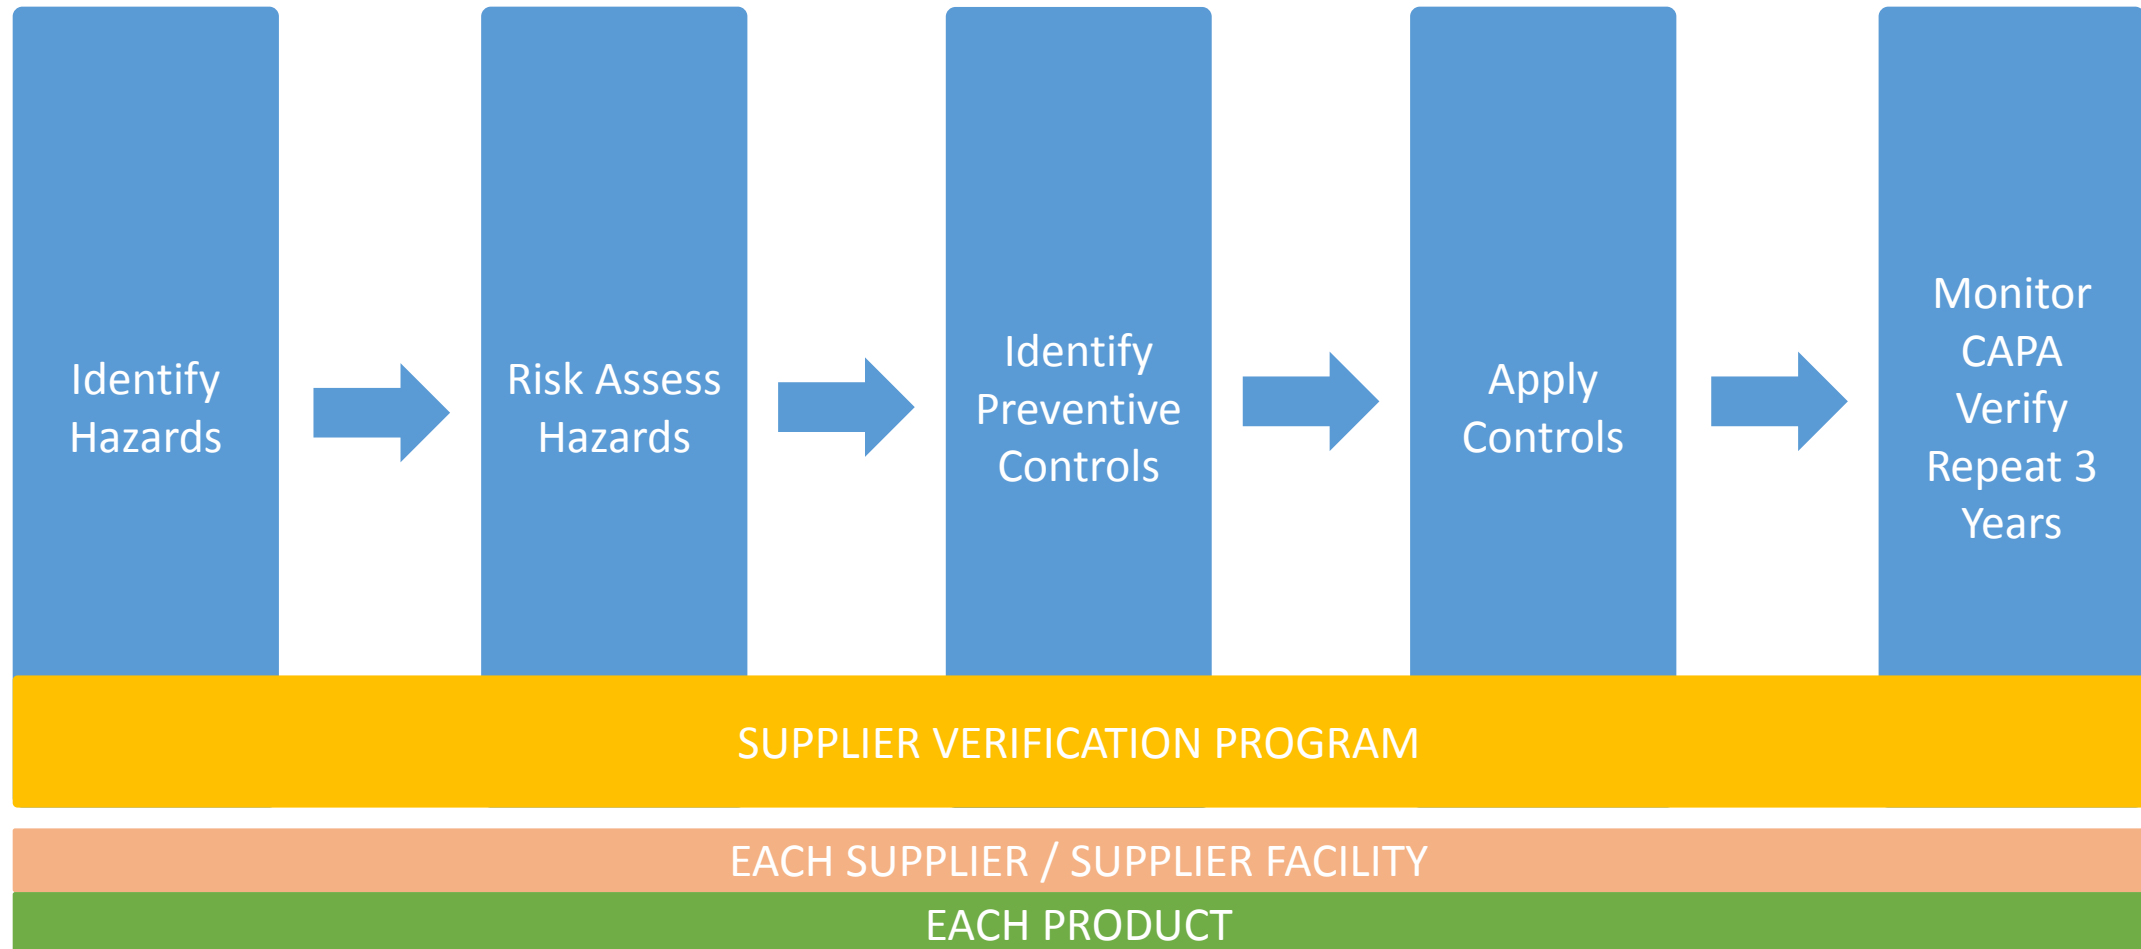 Identify
Hazards
Risk Assess
Hazards
Identify
Preventive
Controls
Apply
Controls
Monitor
CAPA
Verify
Repeat 3
Years
SUPPLIER VERIFICATION PROGRAM
EACH SUPPLIER / SUPPLIER FACILITY
EACH PRODUCT